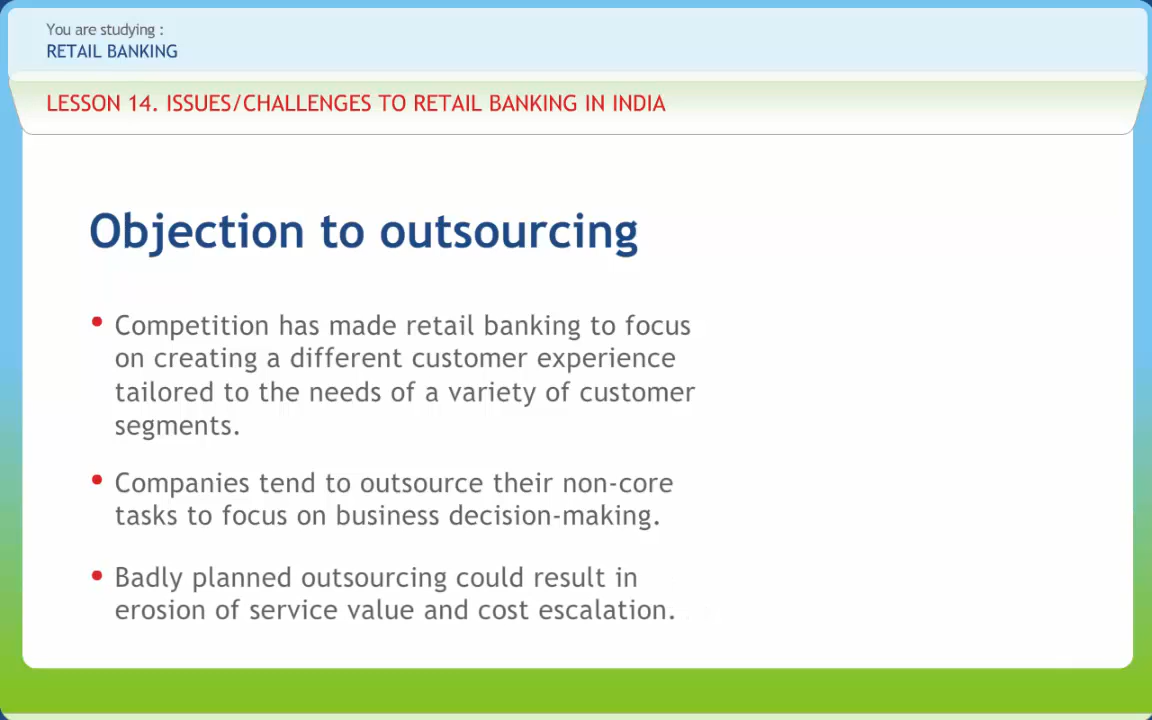 You are studying :
RETAIL BANKING
LESSON 14. ISSUES/CHALLENGES TO RETAIL BANKING IN INDIA
Objection to outsourcing
• Competition has made retail banking to focus
on creating a different customer experience
tailored to the needs of a variety of customer
segments.
• Companies tend to outsource their non-core
tasks to focus on business decision-making.
• Badly planned outsourcing could result in
erosion of service value and cost escalation.